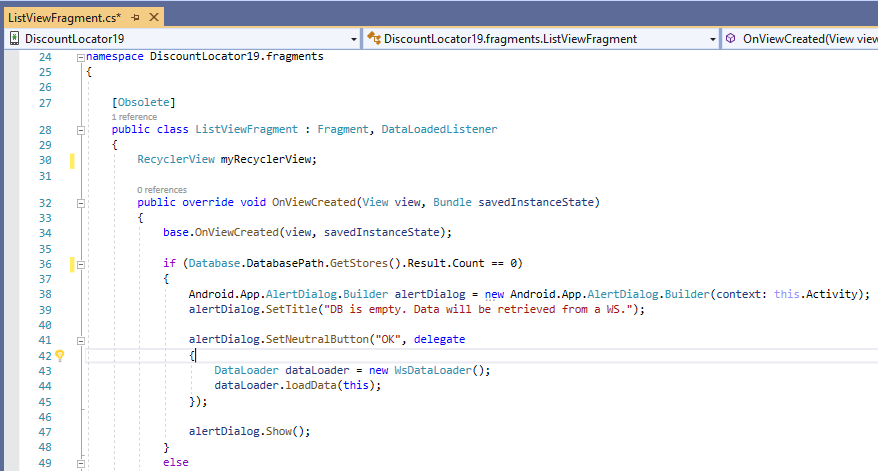 ListViewFragment.cs*
DiscountLocator19 DiscountLocator19.fragments.ListViewFragment OnViewCreated(View view
24 namespace DiscountLocator19.fragments
25 {
26
27 [Obsolete]
1 reference
28 public class ListViewFragment : Fragment, DataLoadedListener
29 {
30 RecyclerView myRecyclerView;
31
0 references
32 public override void OnViewCreated(View view, Bundle savedInstanceState)
33 {
34 base.OnViewCreated(view, savedInstanceState);
35
36 if (Database.DatabasePath.GetStores().Result.Count == 0)
37 {
38 Android.App.AlertDialog.Builder alertDialog = new Android.App.AlertDialog.Builder(context: this.Activity);
39 alertDialog.SetTitle("DB is empty. Data will be retrieved from a WS.");
40
41 alertDialog.SetNeutralButton("OK", delegate
42 {
43 DataLoader dataLoader = new WsDataLoader();
44 dataLoader.loadData(this);
45 });
46
47 alertDialog.Show();
48 }
49 else